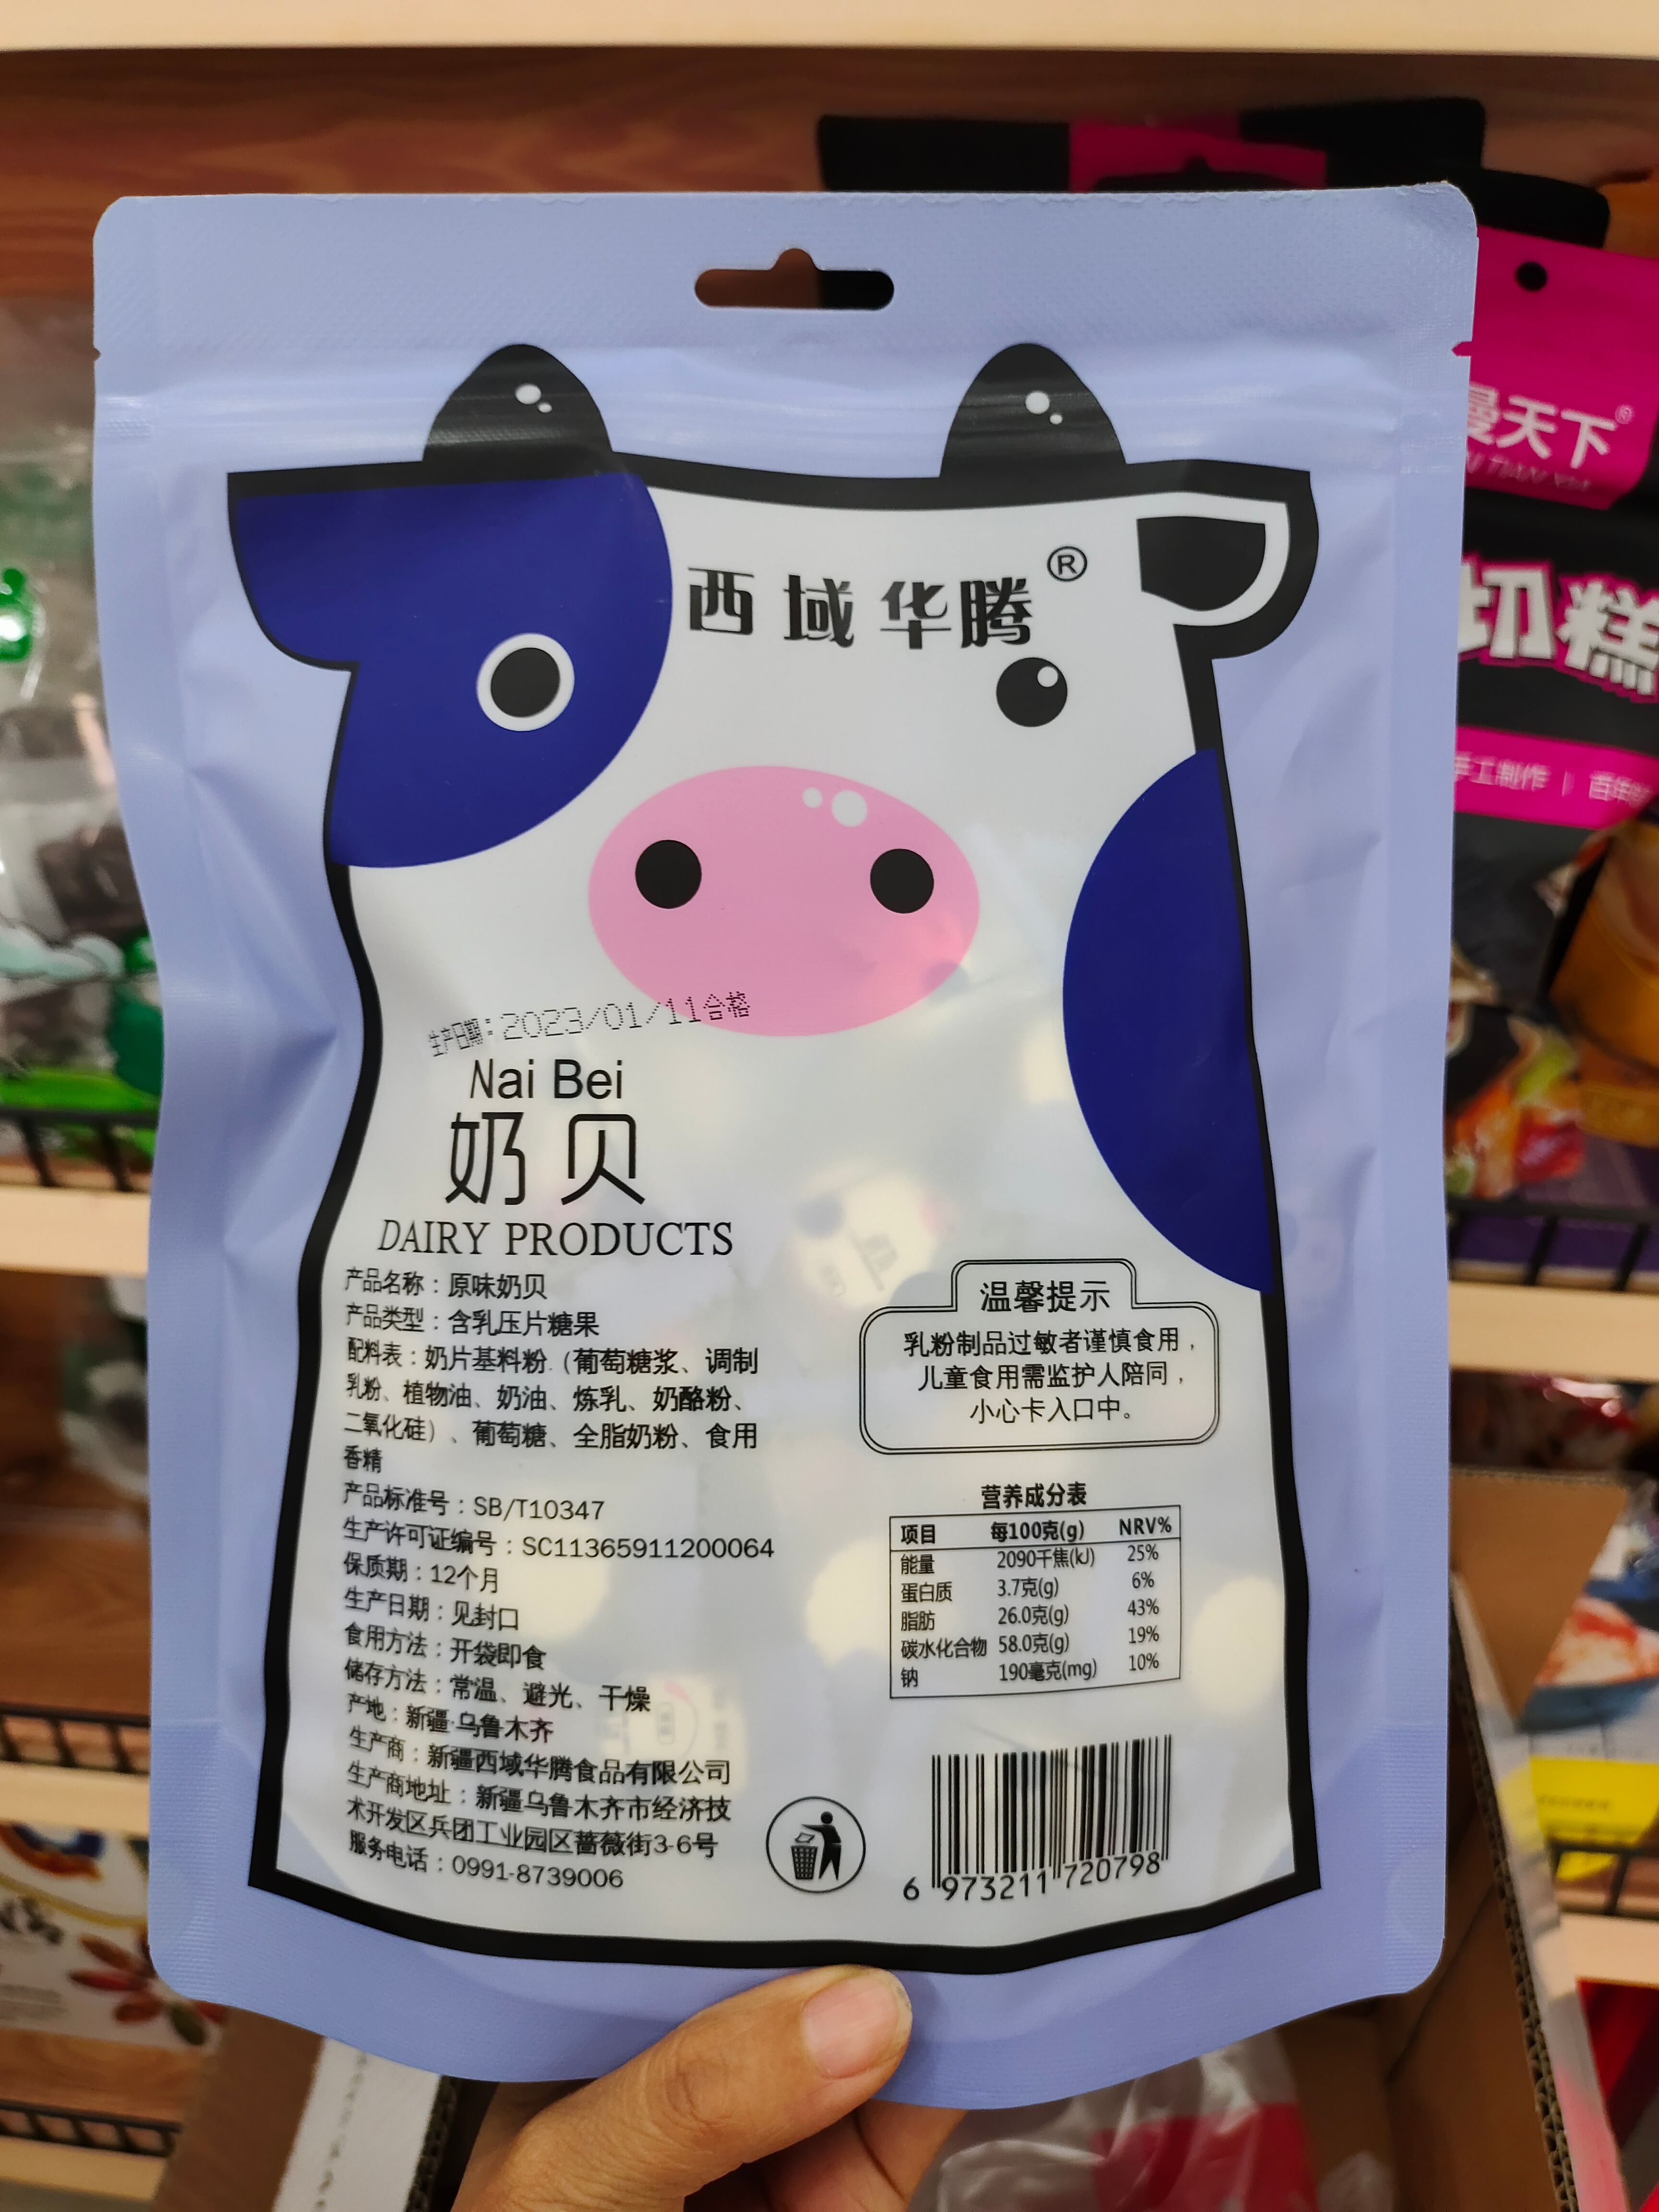 西域华腾®
生产日期:2023/01/11合格
Nai Bei
奶贝
DAIRY PRODUCTS
产品名称：原味奶贝
产品类型：含乳压片糖果
配料表：奶片基料粉（葡萄糖浆、调制
乳粉、植物油、奶油、炼乳、奶酪粉、
二氧化硅）、葡萄糖、全脂奶粉、食用
香精
产品标准号：SB/T10347
生产许可证编号：SC11365911200064
保质期：12个月
生产日期：见封口
食用方法：开袋即食
储存方法：常温、避光、干燥
产地：新疆·乌鲁木齐
生产商：新疆西域华腾食品有限公司
生产商地址：新疆乌鲁木齐市经济技
术开发区兵团工业园区蔷薇街3-6号
服务电话：0991-8739006
温馨提示
乳粉制品过敏者谨慎食用，
儿童食用需监护人陪同，
小心卡入口中。
营养成分表
项目 每100克(g) NRV%
能量 2090千焦(kJ) 25%
蛋白质 3.7克(g) 6%
脂肪 26.0克(g) 43%
碳水化合物 58.0克(g) 19%
钠 190毫克(mg) 10%
6 973211 720798
天下®
切糕
手工制作 |